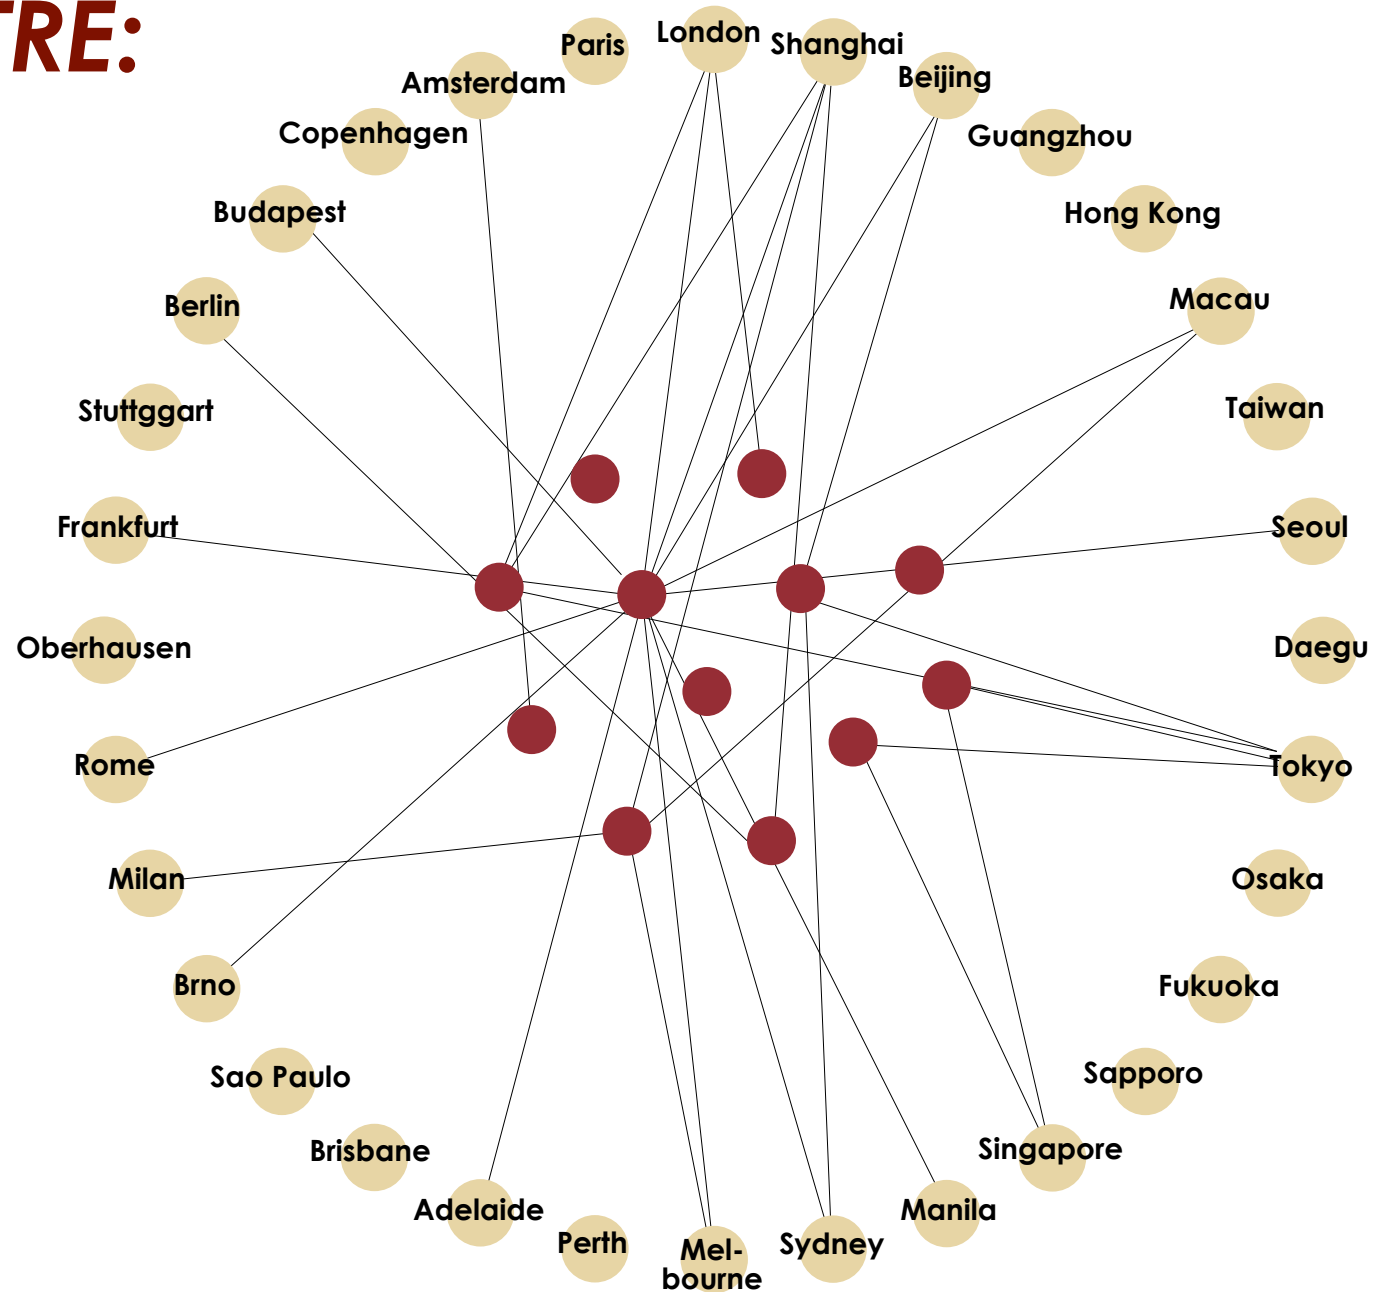 TRE:
London
Paris
Shanghai
Amsterdam
Beijing
Copenhagen
Guangzhou
Budapest
Hong Kong
Berlin
Macau
Stuttggart
Taiwan
Frankfurt
Seoul
Oberhausen
Daegu
Rome
Tokyo
Milan
Osaka
Brno
Fukuoka
Sao Paulo
Sapporo
Brisbane
Singapore
Adelaide
Manila
Perth
Sydney
Mel-
bourne